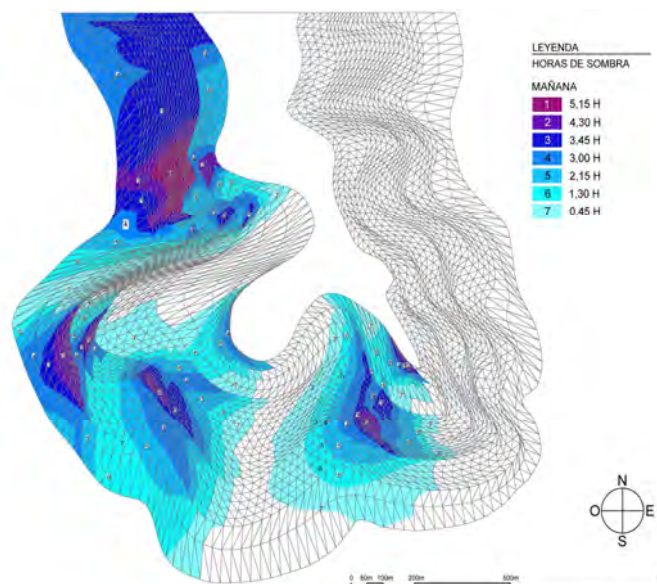 LEYENDA
HORAS DE SOMBRA
MAÑANA
1 5,15 H
2 4,30 H
3 3,45 H
4 3,00 H
5 2,15 H
6 1,30 H
7 0.45 H
N
O E
S
0 50m 100m 200m 500m